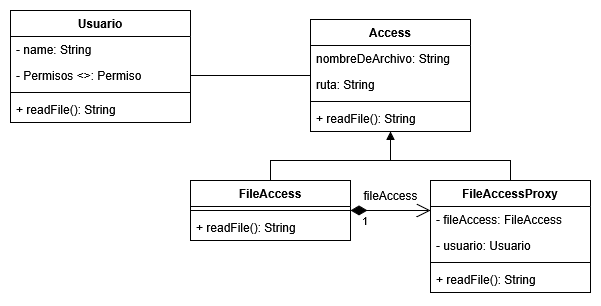 Usuario
- name: String
- Permisos <>: Permiso
+ readFile(): String
Access
nombreDeArchivo: String
ruta: String
+ readFile(): String
FileAccess
+ readFile(): String
fileAccess
1
FileAccessProxy
- fileAccess: FileAccess
- usuario: Usuario
+ readFile(): String